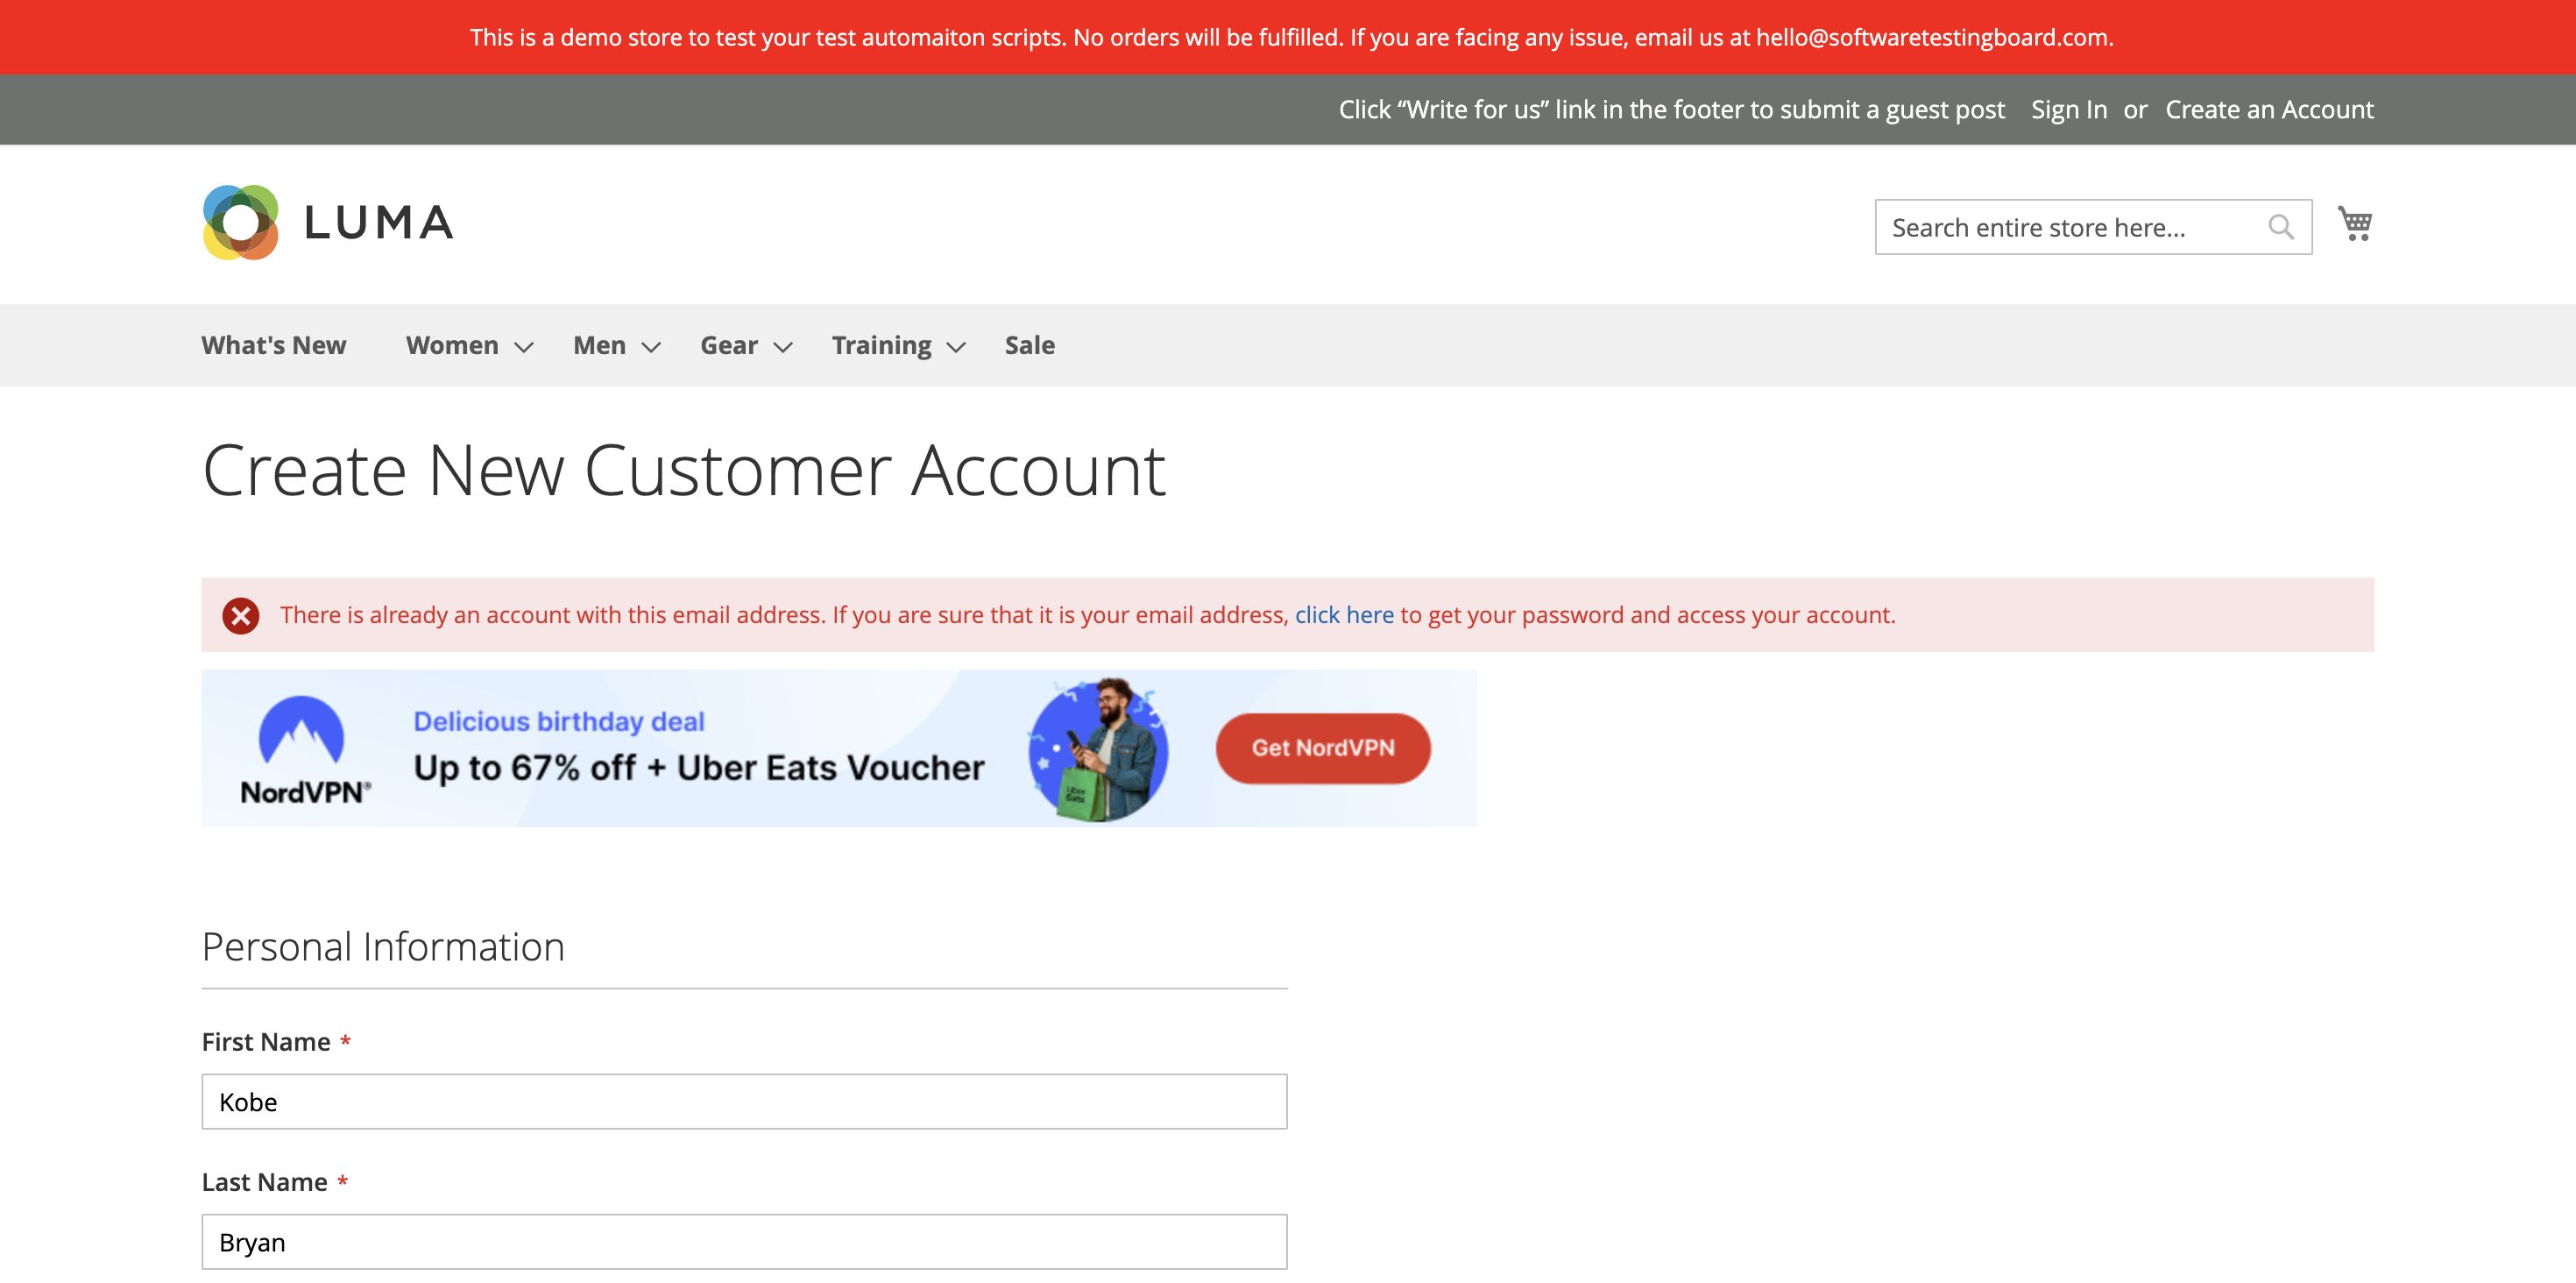 This is a demo store to test your test automaiton scripts. No orders will be fulfilled. If you are facing any issue, email us at hello@softwaretestingboard.com.
Click “Write for us” link in the footer to submit a guest post Sign In or Create an Account
LUMA
Search entire store here...
What's New Women Men Gear Training Sale
Create New Customer Account
There is already an account with this email address. If you are sure that it is your email address, click here to get your password and access your account.
Delicious birthday deal
Up to 67% off + Uber Eats Voucher
NordVPN®
Uber Eats
Get NordVPN
Personal Information
First Name *
Kobe
Last Name *
Bryan